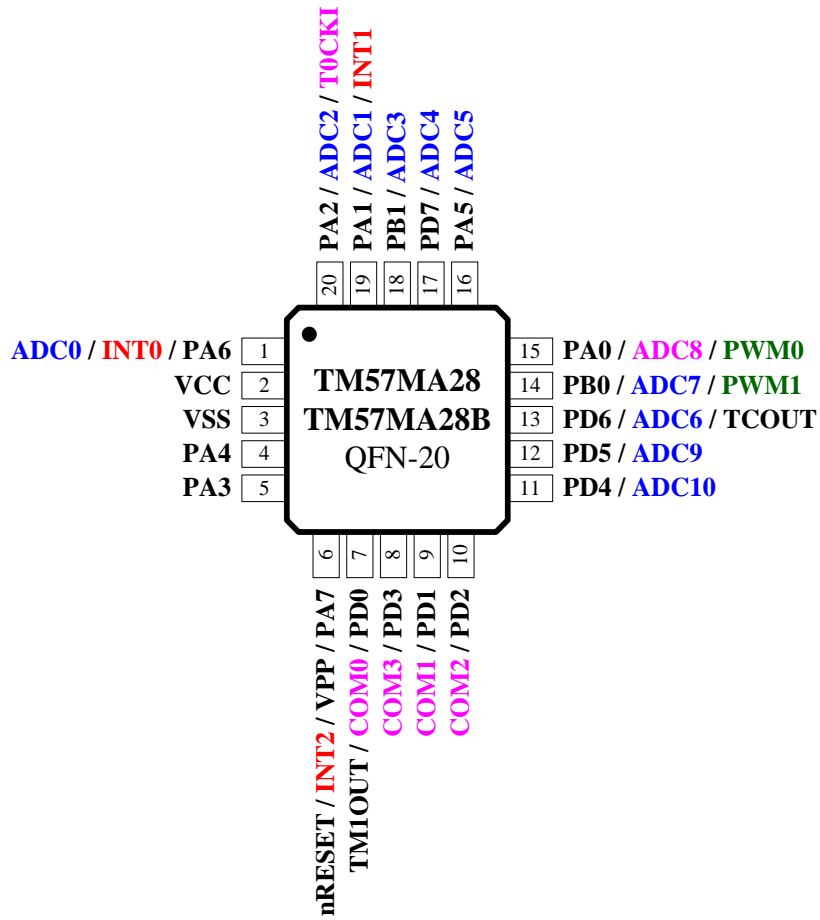 PA2 / ADC2 / T0CKI
PA1 / ADC1 / INT1
PB1 / ADC3
PD7 / ADC4
PA5 / ADC5
20
19
18
17
16
ADC0 / INT0 / PA6 1
VCC 2
VSS 3
PA4 4
PA3 5
TM57MA28
TM57MA28B
QFN-20
15 PA0 / ADC8 / PWM0
14 PB0 / ADC7 / PWM1
13 PD6 / ADC6 / TCOUT
12 PD5 / ADC9
11 PD4 / ADC10
6
7
8
9
10
nRESET / INT2 / VPP / PA7
TM1OUT / COM0 / PD0
COM3 / PD3
COM1 / PD1
COM2 / PD2